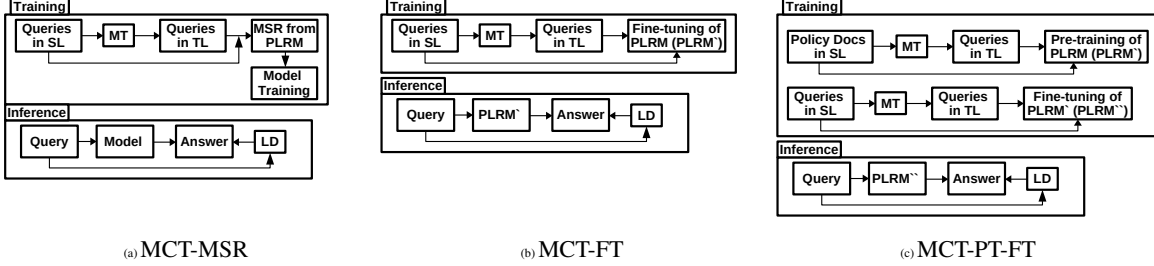 Training
Queries
in SL
MT
Queries
in TL
MSR from
PLRM
Model
Training
Inference
Query
Model
Answer
LD
(a) MCT-MSR
Training
Queries
in SL
MT
Queries
in TL
Fine-tuning of
PLRM (PLRM`)
Inference
Query
PLRM`
Answer
LD
(b) MCT-FT
Training
Policy Docs
in SL
MT
Queries
in TL
Pre-training of
PLRM (PLRM`)
Queries
in SL
MT
Queries
in TL
Fine-tuning of
PLRM` (PLRM``)
Inference
Query
PLRM``
Answer
LD
(c) MCT-PT-FT